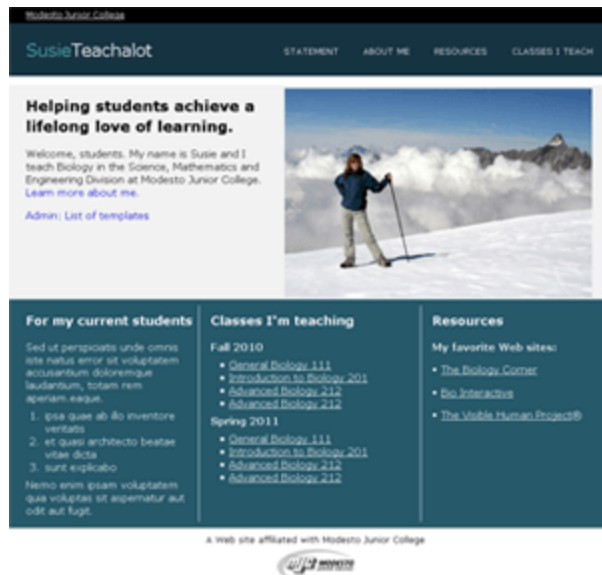 Modesto Junior College
SusieTeachalot
STATEMENT ABOUT ME RESOURCES CLASSES I TEACH
Helping students achieve a
lifelong love of learning.
Welcome, students. My name is Susie and I
teach Biology in the Science, Mathematics and
Engineering Division at Modesto Junior College.
Learn more about me.
Admin: List of templates
For my current students
Sed ut perspiciatis unde omnis
iste natus error sit voluptatem
accusantium doloremque
laudantium, totam rem
aperiam.eaque.
1. ipsa quae ab illo inventore
veritatis
2. et quasi architecto beatae
vitae dicta
3. sunt explicabo
Nemo enim ipsam voluptatem
quia voluptas sit aspernatur aut
odit aut fugit.
Classes I'm teaching
Fall 2010
▪ General Biology 111
▪ Introduction to Biology 201
▪ Advanced Biology 212
▪ Advanced Biology 212
Spring 2011
▪ General Biology 111
▪ Introduction to Biology 201
▪ Advanced Biology 212
▪ Advanced Biology 212
Resources
My favorite Web sites:
▪ The Biology Corner
▪ Bio Interactive
▪ The Visible Human Project®
A Web site affiliated with Modesto Junior College
mjc MODESTO